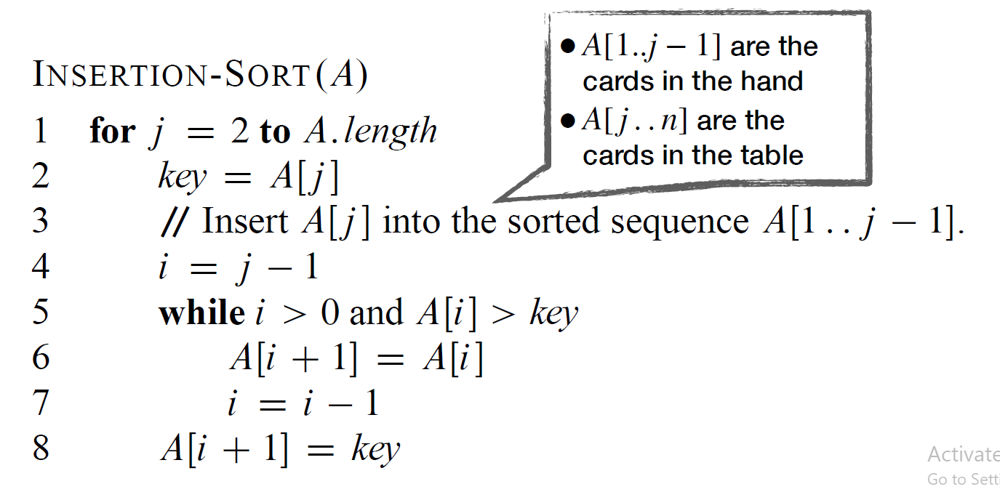 INSERTION-SORT(A)
1 for j = 2 to A.length
2 key = A[j]
3 // Insert A[j] into the sorted sequence A[1 . . j − 1].
4 i = j − 1
5 while i > 0 and A[i] > key
6 A[i + 1] = A[i]
7 i = i − 1
8 A[i + 1] = key
● A[1..j − 1] are the
cards in the hand
● A[j . . n] are the
cards in the table
Activate
Go to Setti